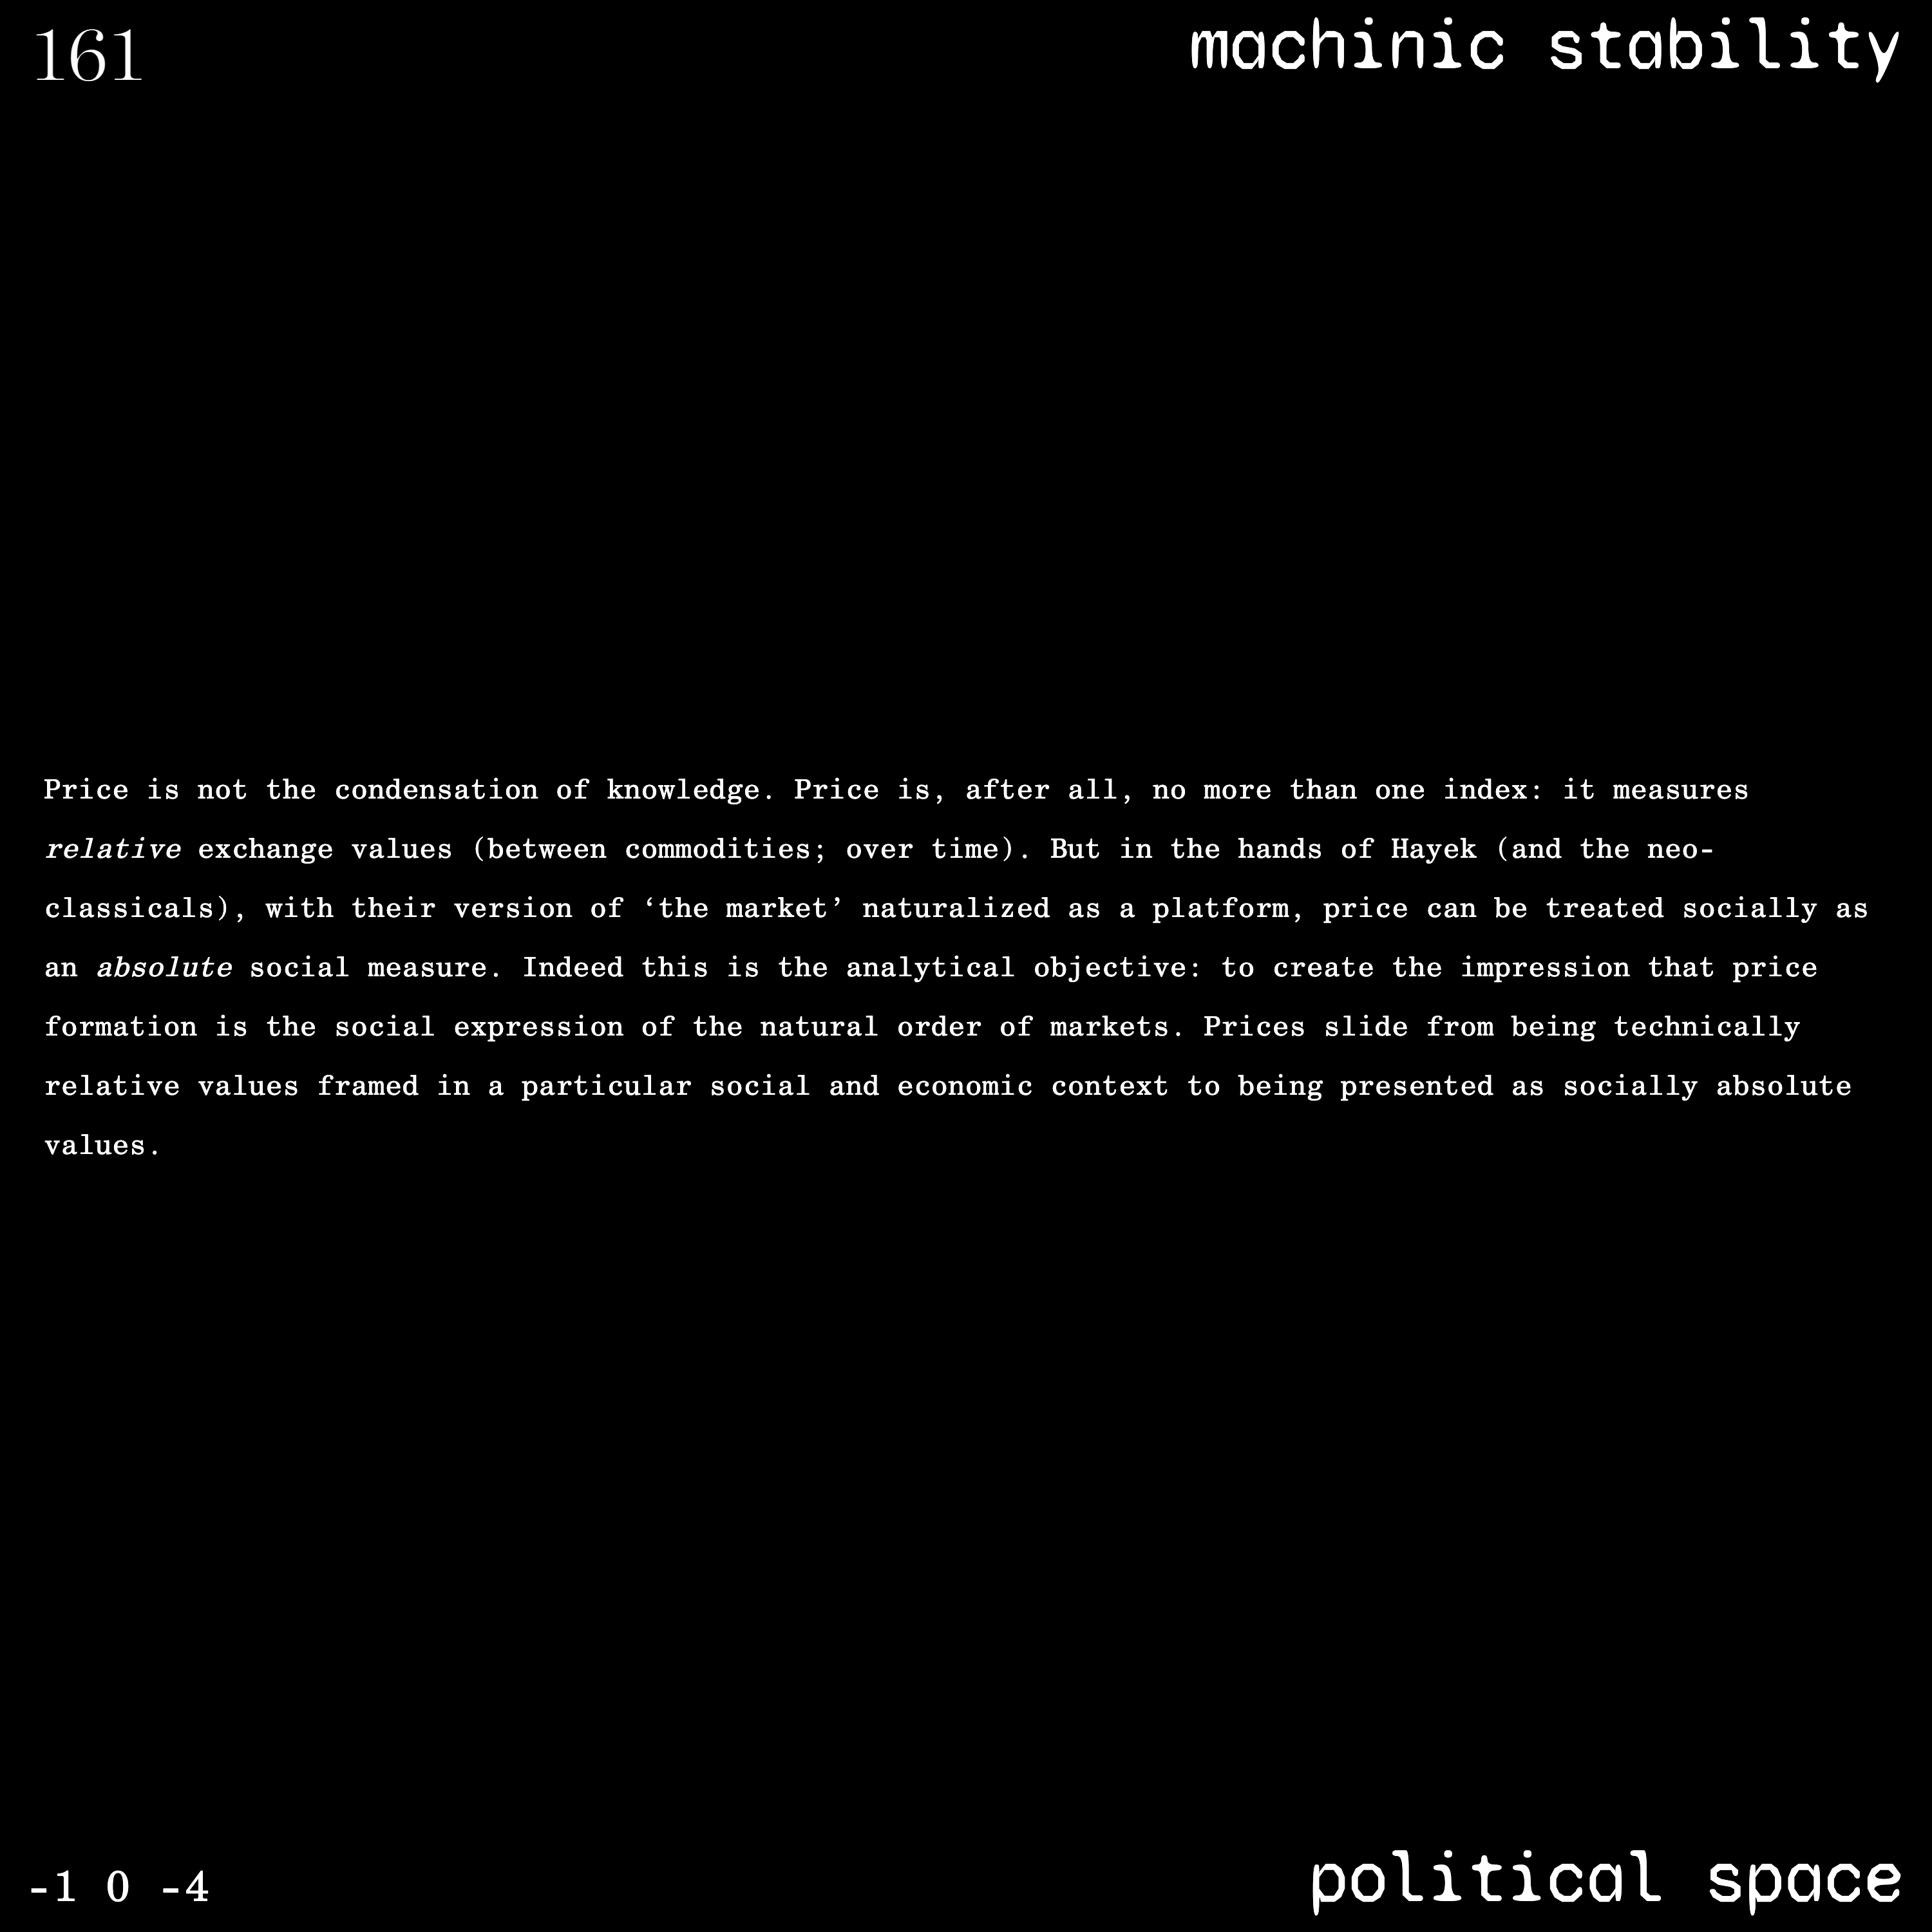 161
machinic stability
Price is not the condensation of knowledge. Price is, after all, no more than one index: it measures
relative exchange values (between commodities; over time). But in the hands of Hayek (and the neo-
classicals), with their version of ‘the market’ naturalized as a platform, price can be treated socially as
an absolute social measure. Indeed this is the analytical objective: to create the impression that price
formation is the social expression of the natural order of markets. Prices slide from being technically
relative values framed in a particular social and economic context to being presented as socially absolute
values.
-1 0 -4
political space